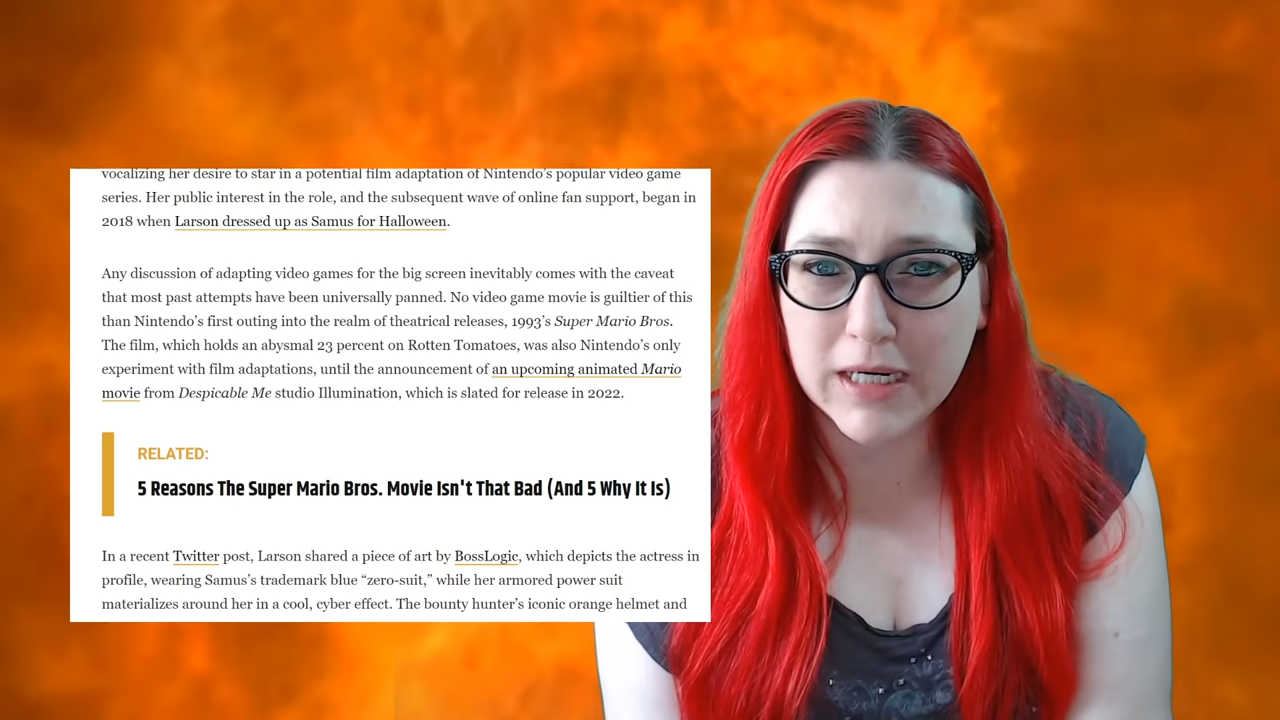 vocalizing her desire to star in a potential film adaptation of Nintendo's popular video game
series. Her public interest in the role, and the subsequent wave of online fan support, began in
2018 when Larson dressed up as Samus for Halloween.
Any discussion of adapting video games for the big screen inevitably comes with the caveat
that most past attempts have been universally panned. No video game movie is guiltier of this
than Nintendo's first outing into the realm of theatrical releases, 1993's Super Mario Bros.
The film, which holds an abysmal 23 percent on Rotten Tomatoes, was also Nintendo's only
experiment with film adaptations, until the announcement of an upcoming animated Mario
movie from Despicable Me studio Illumination, which is slated for release in 2022.
RELATED:
5 Reasons The Super Mario Bros. Movie Isn't That Bad (And 5 Why It Is)
In a recent Twitter post, Larson shared a piece of art by BossLogic, which depicts the actress in
profile, wearing Samus's trademark blue “zero-suit,” while her armored power suit
materializes around her in a cool, cyber effect. The bounty hunter's iconic orange helmet and